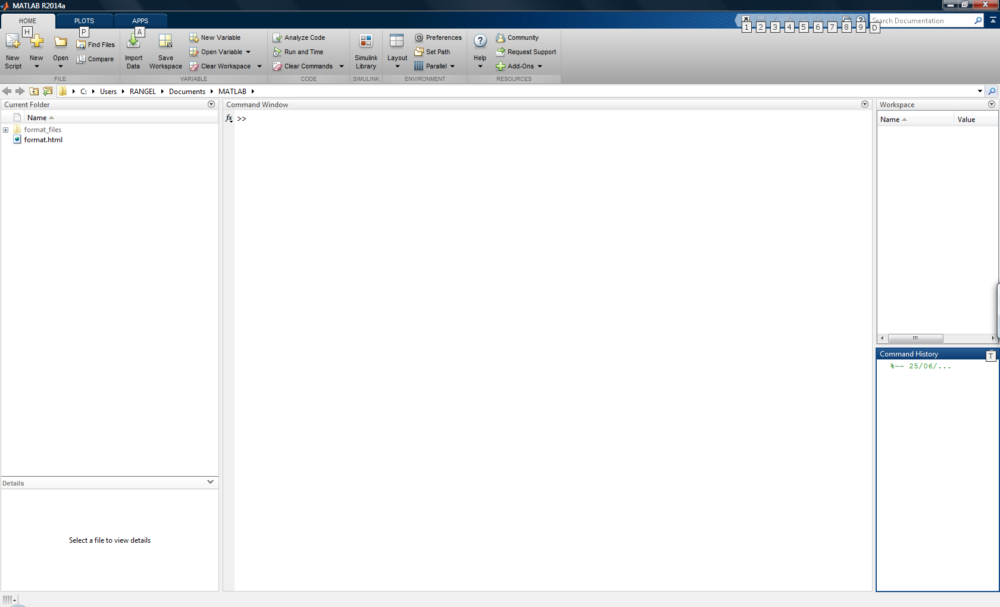 MATLAB R2014a
HOME PLOTS APPS
1 2 3 4 5 6 7 8 9 D
Search Documentation
H P A
New Script
New
Open
Find Files
Compare
FILE
Import Data
Save Workspace
New Variable
Open Variable
Clear Workspace
VARIABLE
Analyze Code
Run and Time
Clear Commands
CODE
Simulink Library
SIMULINK
Layout
Preferences
Set Path
Parallel
ENVIRONMENT
Help
Community
Request Support
Add-Ons
RESOURCES
C: Users RANGEL Documents MATLAB
Current Folder
Name
format_files
format.html
Details
Select a file to view details
Command Window
fx >>
Workspace
Name Value
Command History T
%-- 25/06/...